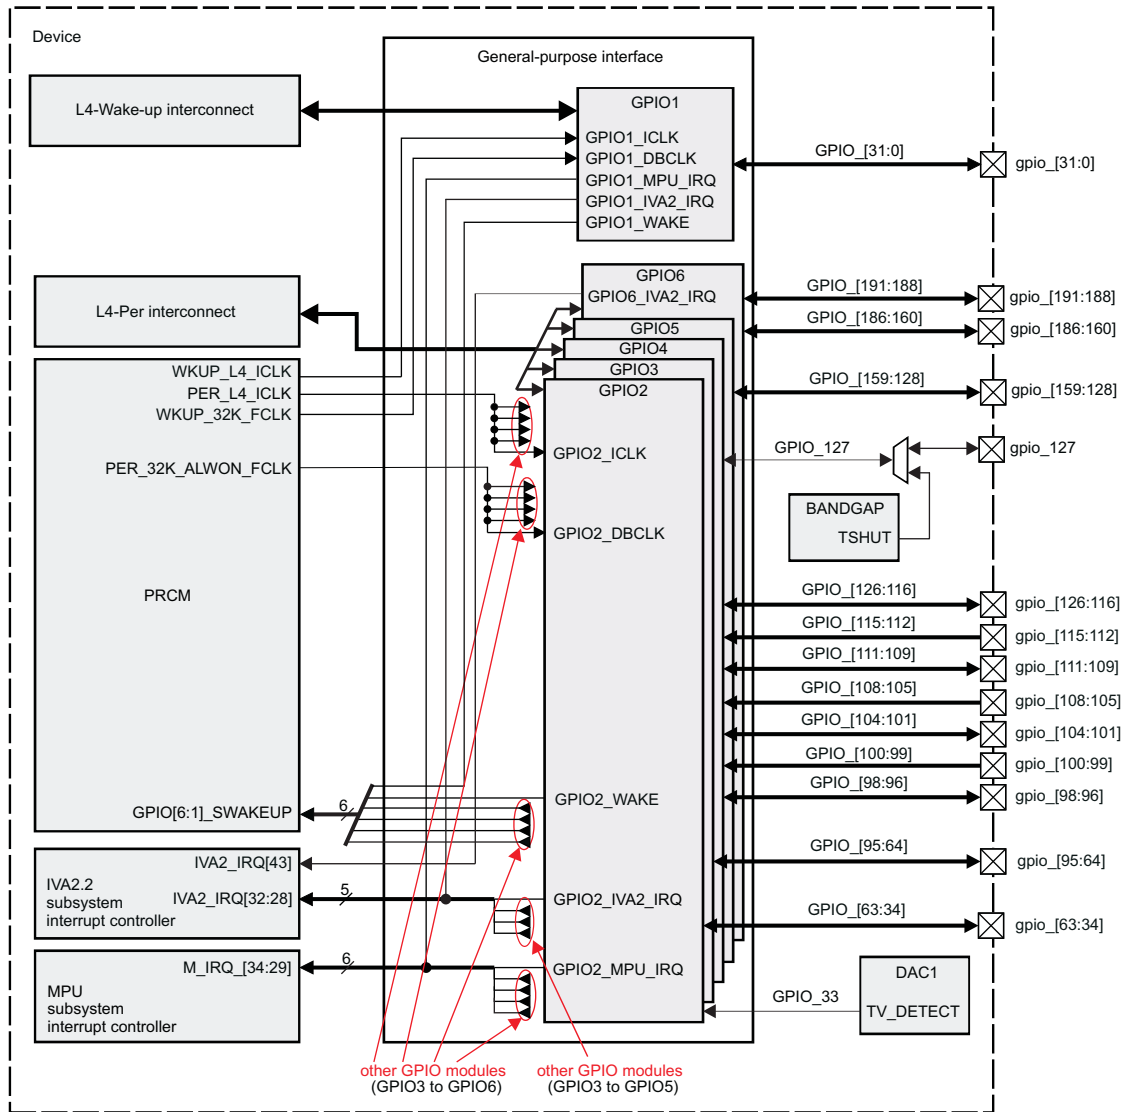 Device
General-purpose interface
L4-Wake-up interconnect
GPIO1
GPIO1_ICLK
GPIO1_DBCLK
GPIO1_MPU_IRQ
GPIO1_IVA2_IRQ
GPIO1_WAKE
GPIO_[31:0]
gpio_[31:0]
L4-Per interconnect
GPIO6
GPIO6_IVA2_IRQ
GPIO5
GPIO4
GPIO3
GPIO2
GPIO_[191:188]
gpio_[191:188]
GPIO_[186:160]
gpio_[186:160]
GPIO_[159:128]
gpio_[159:128]
WKUP_L4_ICLK
PER_L4_ICLK
WKUP_32K_FCLK
PER_32K_ALWON_FCLK
PRCM
GPIO[6:1]_SWAKEUP
6
GPIO2_ICLK
GPIO2_DBCLK
GPIO2_WAKE
GPIO2_IVA2_IRQ
GPIO2_MPU_IRQ
GPIO_127
gpio_127
BANDGAP
TSHUT
GPIO_[126:116]
gpio_[126:116]
GPIO_[115:112]
gpio_[115:112]
GPIO_[111:109]
gpio_[111:109]
GPIO_[108:105]
gpio_[108:105]
GPIO_[104:101]
gpio_[104:101]
GPIO_[100:99]
gpio_[100:99]
GPIO_[98:96]
gpio_[98:96]
GPIO_[95:64]
gpio_[95:64]
GPIO_[63:34]
gpio_[63:34]
IVA2_IRQ[43]
IVA2.2
subsystem
interrupt controller
IVA2_IRQ[32:28]
5
M_IRQ_[34:29]
6
MPU
subsystem
interrupt controller
GPIO_33
DAC1
TV_DETECT
other GPIO modules
(GPIO3 to GPIO6)
other GPIO modules
(GPIO3 to GPIO5)